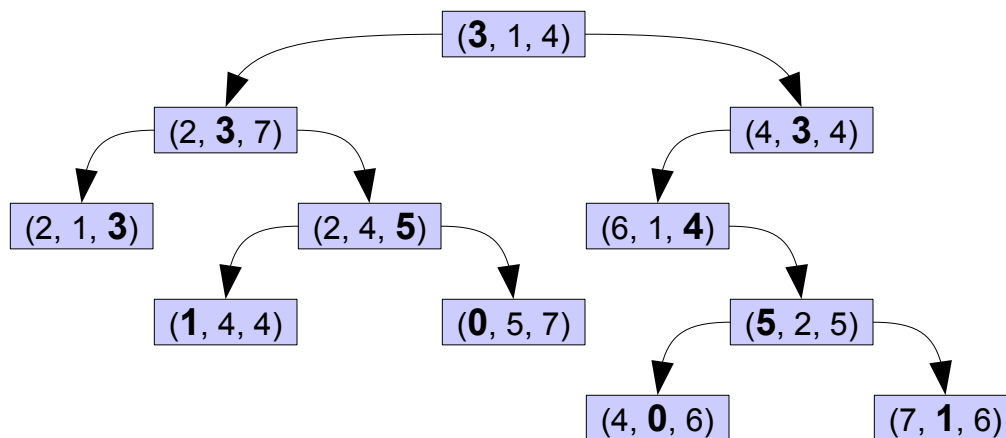 (3, 1, 4)
(2, 3, 7)
(4, 3, 4)
(2, 1, 3)
(2, 4, 5)
(6, 1, 4)
(1, 4, 4)
(0, 5, 7)
(5, 2, 5)
(4, 0, 6)
(7, 1, 6)